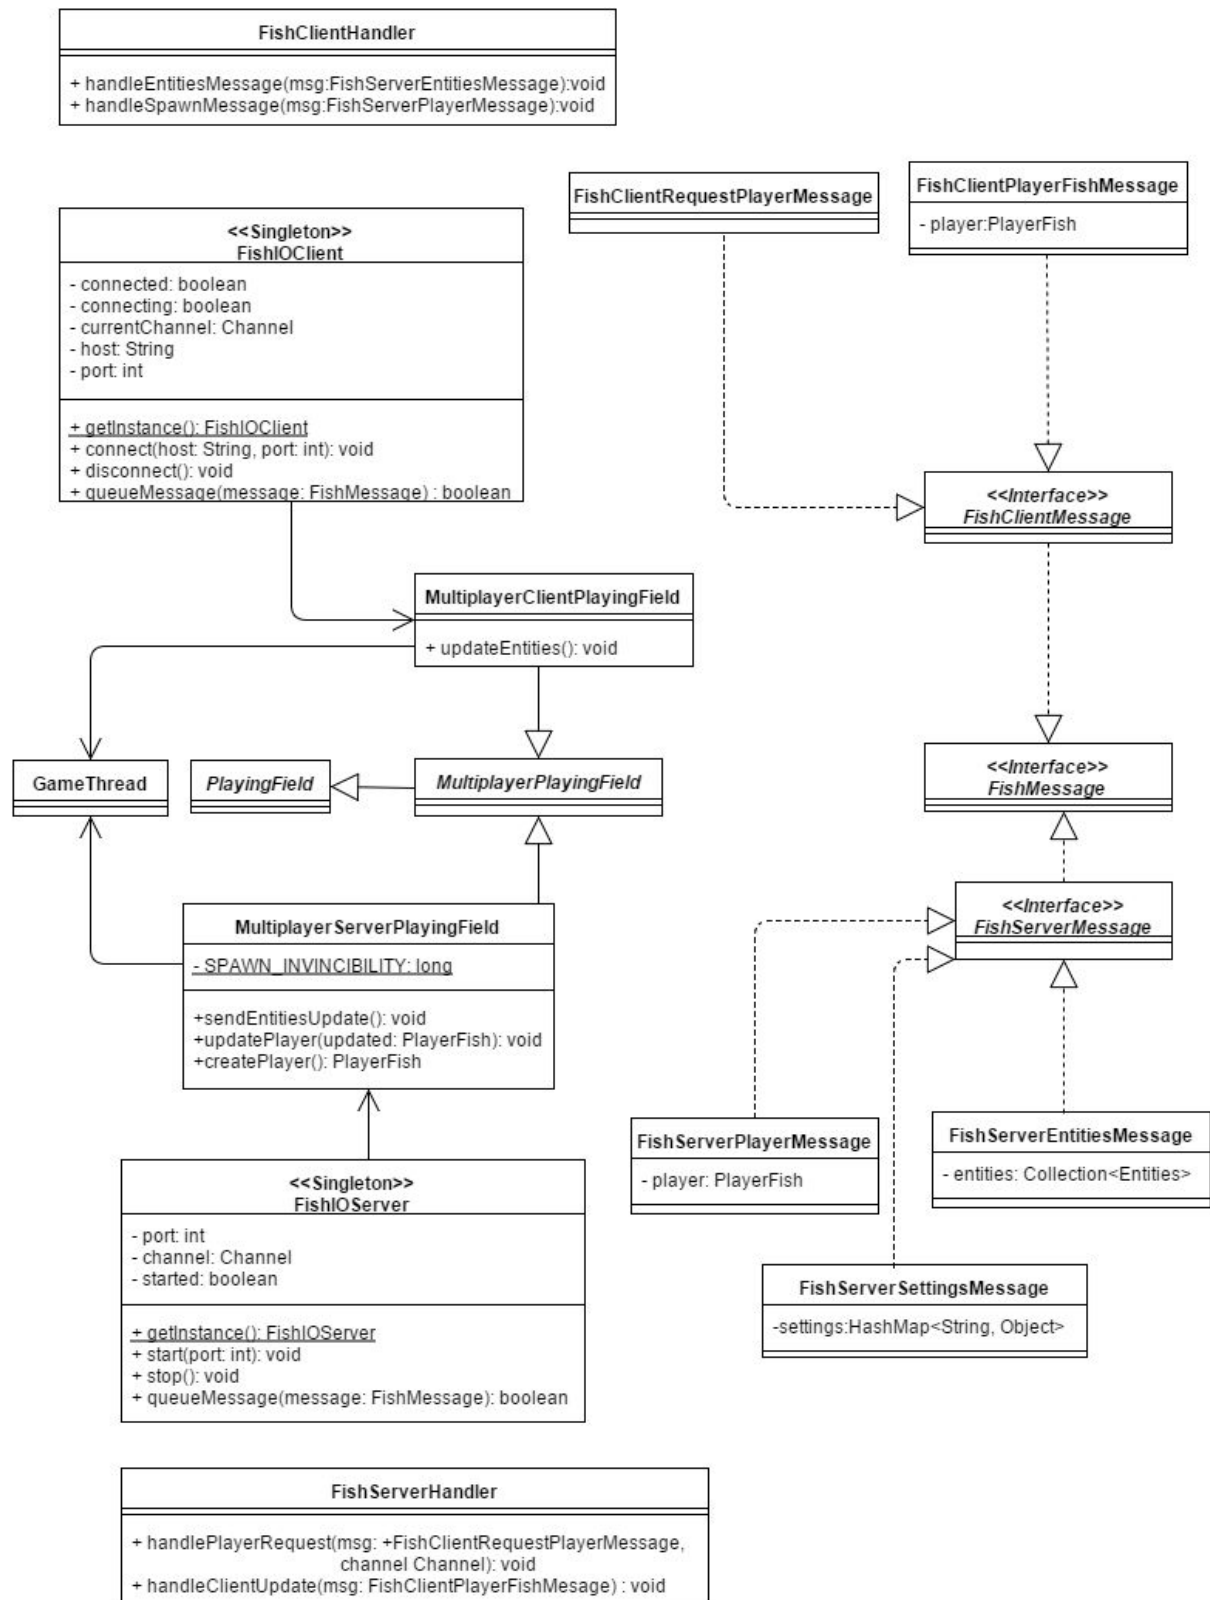 FishClientHandler
+ handleEntitiesMessage(msg:FishServerEntitiesMessage):void
+ handleSpawnMessage(msg:FishServerPlayerMessage):void
FishClientRequestPlayerMessage
FishClientPlayerFishMessage
- player:PlayerFish
<<Singleton>>
FishIOClient
- connected: boolean
- connecting: boolean
- currentChannel: Channel
- host: String
- port: int
+ getInstance(): FishIOClient
+ connect(host: String, port: int): void
+ disconnect(): void
+ queueMessage(message: FishMessage) : boolean
<<Interface>>
FishClientMessage
MultiplayerClientPlayingField
+ updateEntities(): void
GameThread
PlayingField
MultiplayerPlayingField
<<Interface>>
FishMessage
<<Interface>>
FishServerMessage
MultiplayerServerPlayingField
- SPAWN_INVINCIBILITY: long
+sendEntitiesUpdate(): void
+updatePlayer(updated: PlayerFish): void
+createPlayer(): PlayerFish
FishServerPlayerMessage
- player: PlayerFish
FishServerEntitiesMessage
- entities: Collection<Entities>
<<Singleton>>
FishIOServer
- port: int
- channel: Channel
- started: boolean
+ getInstance(): FishIOServer
+ start(port: int): void
+ stop(): void
+ queueMessage(message: FishMessage): boolean
FishServerSettingsMessage
-settings:HashMap<String, Object>
FishServerHandler
+ handlePlayerRequest(msg: +FishClientRequestPlayerMessage,
channel Channel): void
+ handleClientUpdate(msg: FishClientPlayerFishMesage) : void